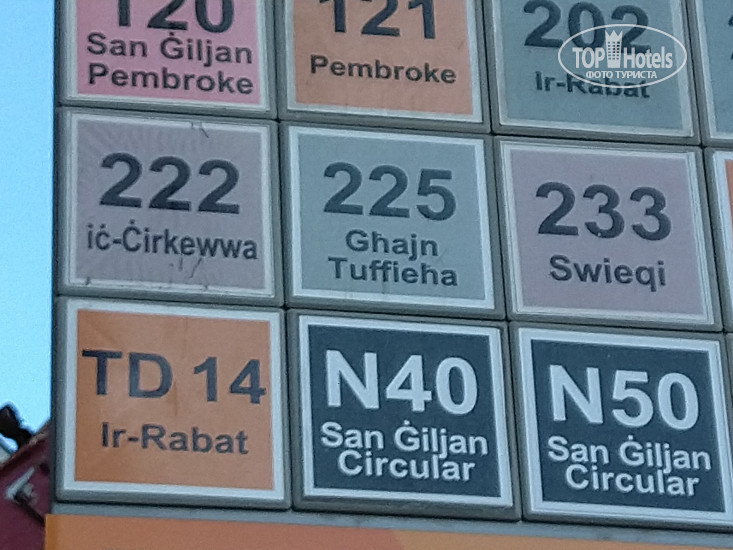 120
San Ġiljan
Pembroke
121
Pembroke
202
Ir-Rabat
TOP Hotels
ФОТО ТУРИСТА
222
iċ-Ċirkewwa
225
Għajn
Tuffieħa
233
Swieqi
TD 14
Ir-Rabat
N40
San Ġiljan
Circular
N50
San Ġiljan
Circular